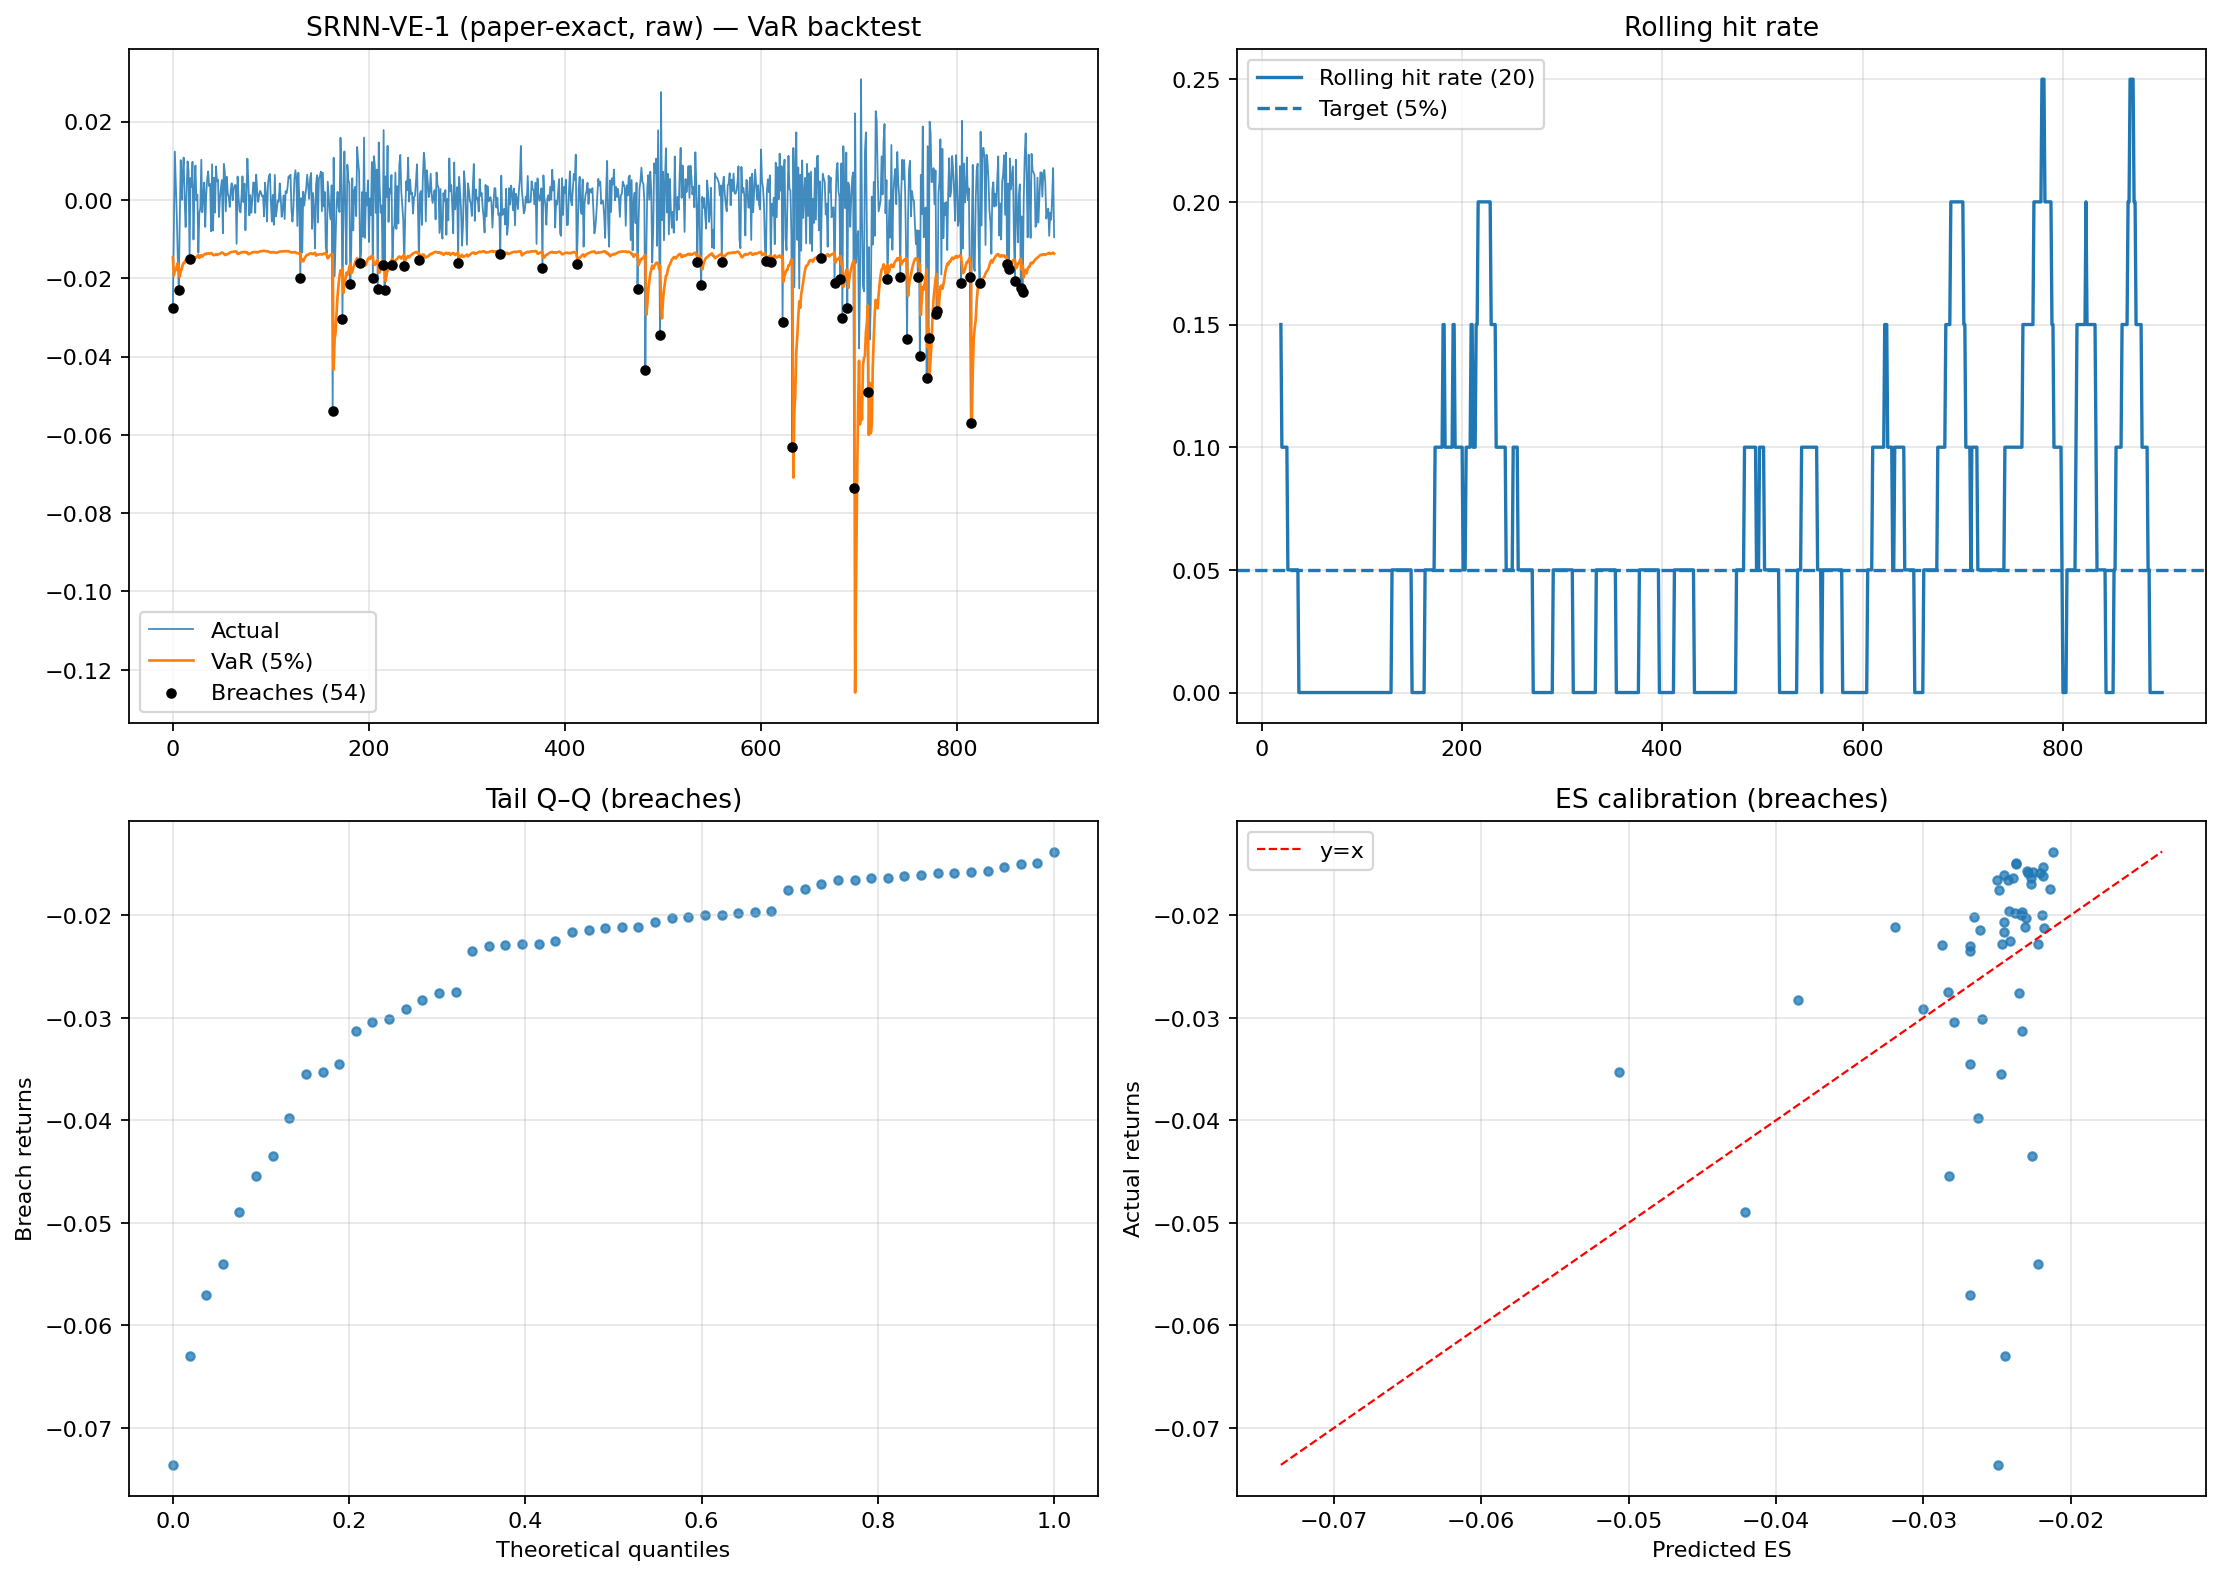 SRNN-VE-1 (paper-exact, raw) — VaR backtest
0.02
0.00
−0.02
−0.04
−0.06
−0.08
−0.10
−0.12
Actual
VaR (5%)
Breaches (54)
0 200 400 600 800
Rolling hit rate
0.25
0.20
0.15
0.10
0.05
0.00
Rolling hit rate (20)
Target (5%)
0 200 400 600 800
Tail Q–Q (breaches)
Breach returns
−0.02
−0.03
−0.04
−0.05
−0.06
−0.07
0.0 0.2 0.4 0.6 0.8 1.0
Theoretical quantiles
ES calibration (breaches)
y=x
Actual returns
−0.02
−0.03
−0.04
−0.05
−0.06
−0.07
−0.07 −0.06 −0.05 −0.04 −0.03 −0.02
Predicted ES